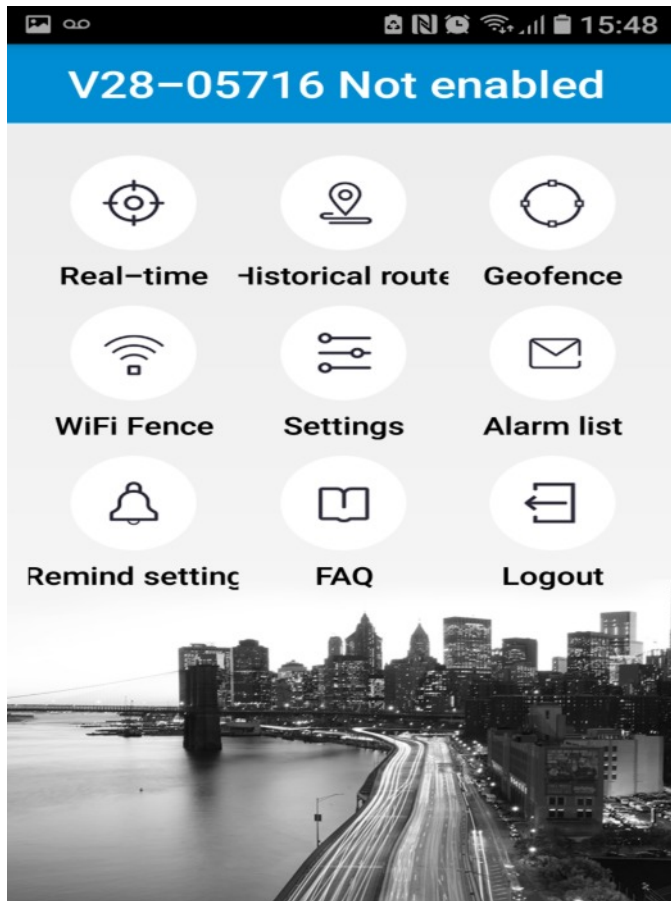 15:48
V28-05716 Not enabled
Real-time Historical route Geofence
WiFi Fence Settings Alarm list
Remind setting FAQ Logout